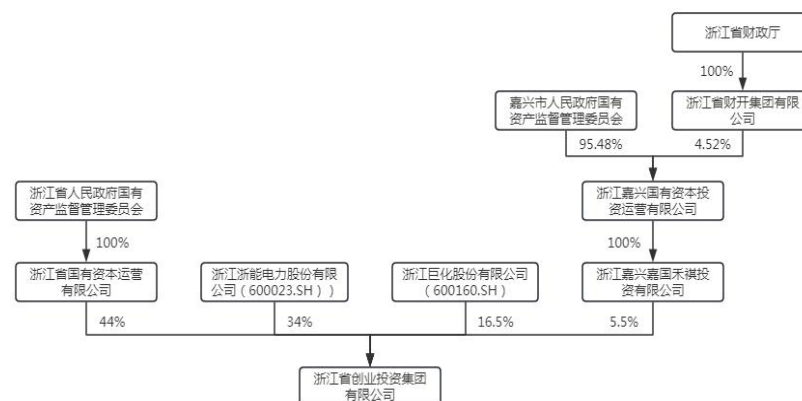 浙江省财政厅
100%
嘉兴市人民政府国有
资产监督管理委员会
浙江省财开集团有限
公司
95.48%
4.52%
浙江省人民政府国有
资产监督管理委员会
浙江嘉兴国有资本投
资运营有限公司
100%
100%
浙江省国有资本运营
有限公司
浙江浙能电力股份有限
公司（600023.SH））
浙江巨化股份有限公司
（600160.SH）
浙江嘉兴嘉国禾祺投
资有限公司
44%
34%
16.5%
5.5%
浙江省创业投资集团
有限公司